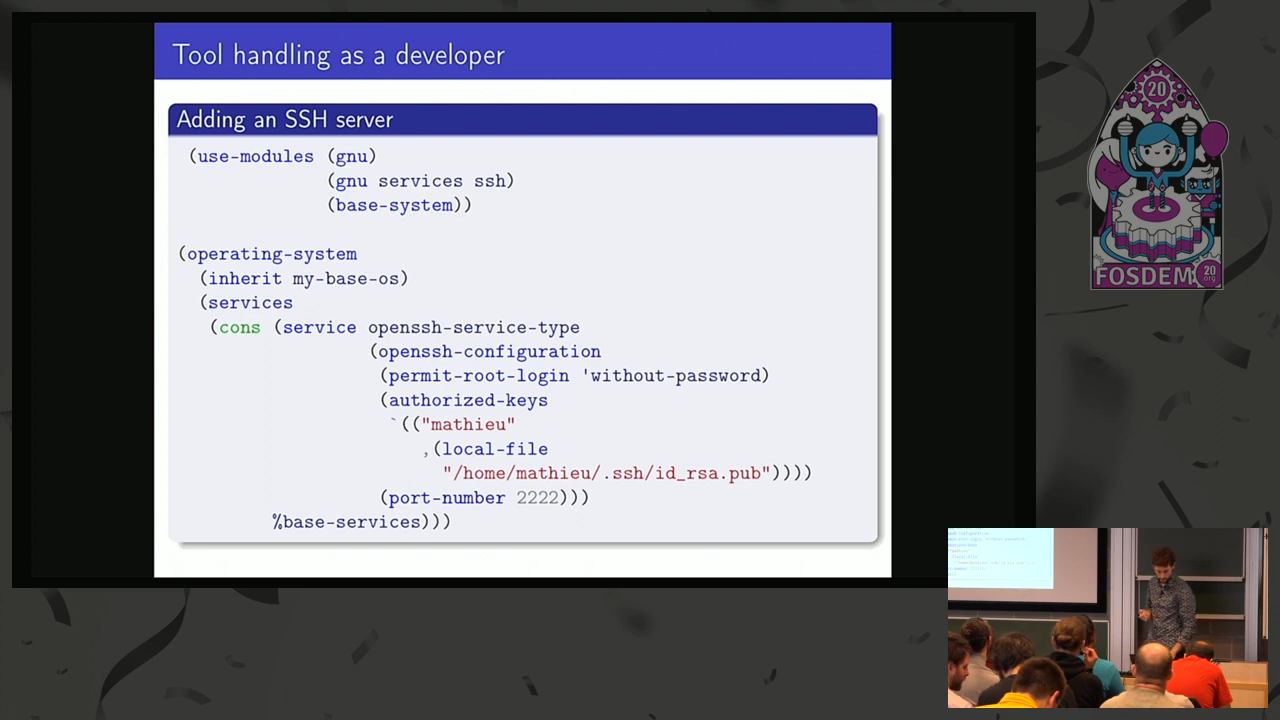 Tool handling as a developer
Adding an SSH server
(use-modules (gnu)
(gnu services ssh)
(base-system))
(operating-system
(inherit my-base-os)
(services
(cons (service openssh-service-type
(openssh-configuration
(permit-root-login 'without-password)
(authorized-keys
`(("mathieu"
,(local-file
"/home/mathieu/.ssh/id_rsa.pub"))))
(port-number 2222)))
%base-services)))
20
FOSDEM 20
.org